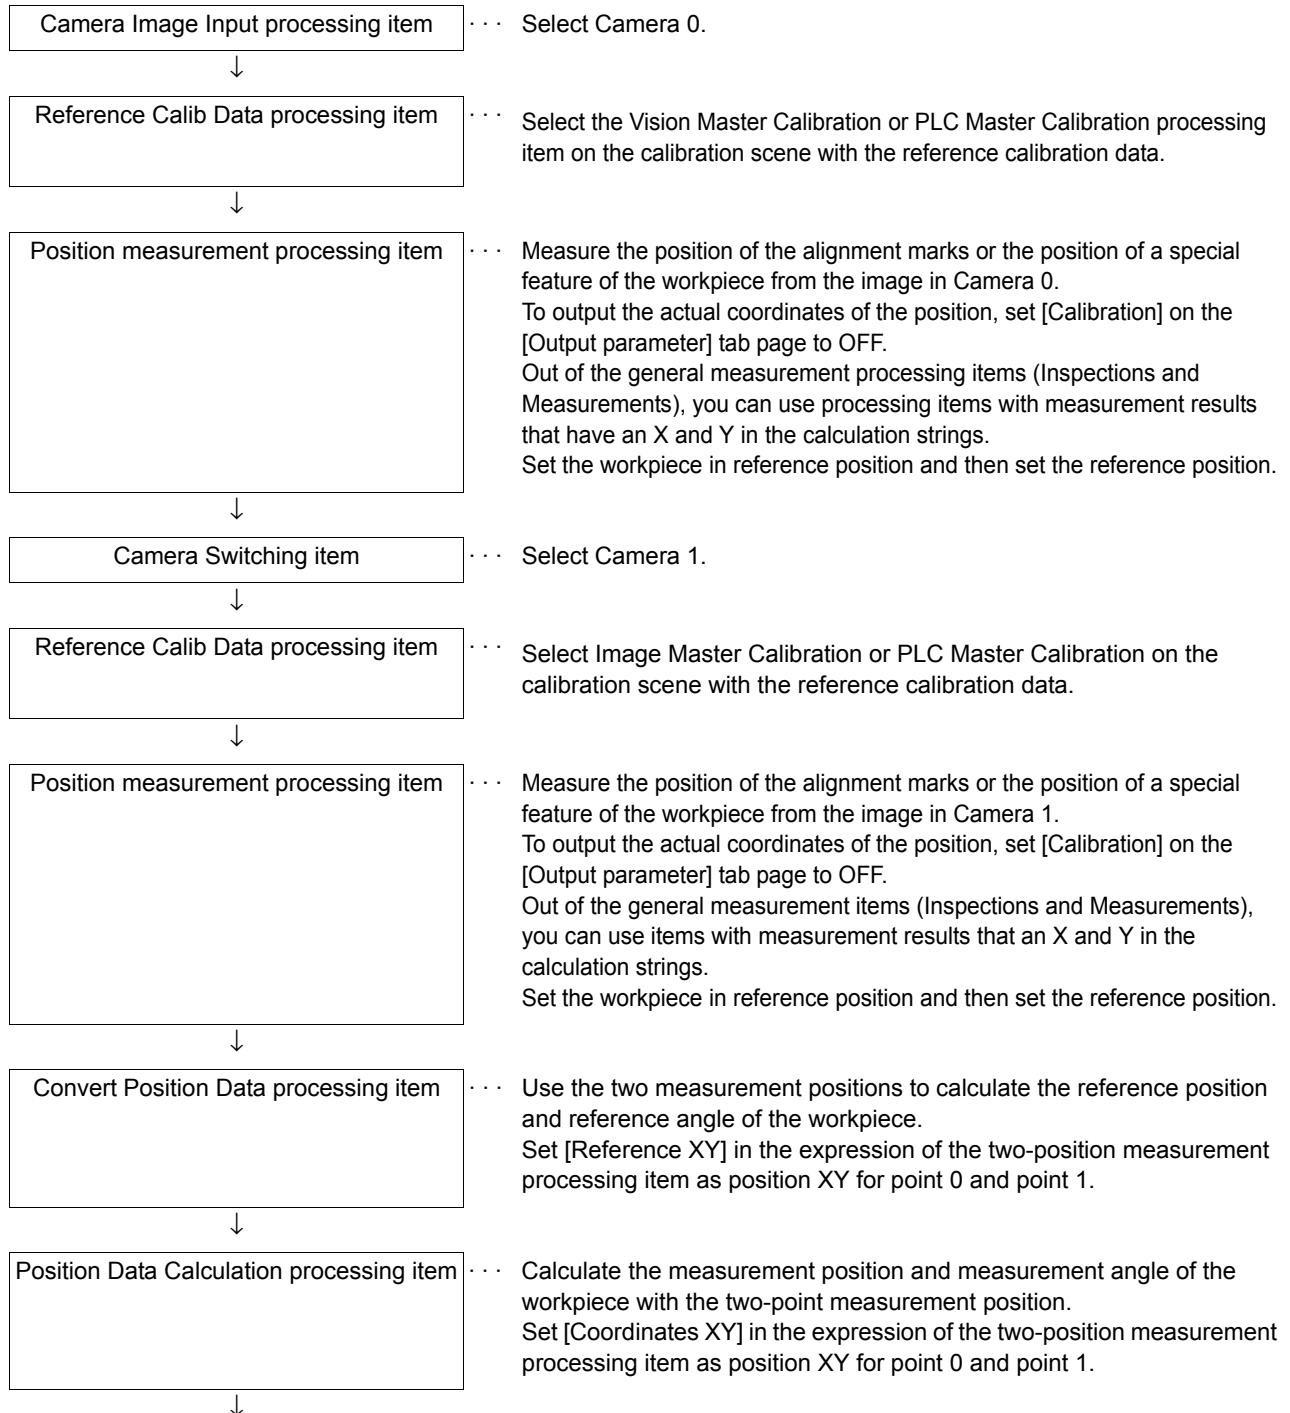 Camera Image Input processing item · · · Select Camera 0.
↓
Reference Calib Data processing item · · · Select the Vision Master Calibration or PLC Master Calibration processing
item on the calibration scene with the reference calibration data.
↓
Position measurement processing item · · · Measure the position of the alignment marks or the position of a special
feature of the workpiece from the image in Camera 0.
To output the actual coordinates of the position, set [Calibration] on the
[Output parameter] tab page to OFF.
Out of the general measurement processing items (Inspections and
Measurements), you can use processing items with measurement results
that have an X and Y in the calculation strings.
Set the workpiece in reference position and then set the reference position.
↓
Camera Switching item · · · Select Camera 1.
↓
Reference Calib Data processing item · · · Select Image Master Calibration or PLC Master Calibration on the
calibration scene with the reference calibration data.
↓
Position measurement processing item · · · Measure the position of the alignment marks or the position of a special
feature of the workpiece from the image in Camera 1.
To output the actual coordinates of the position, set [Calibration] on the
[Output parameter] tab page to OFF.
Out of the general measurement items (Inspections and Measurements),
you can use items with measurement results that an X and Y in the
calculation strings.
Set the workpiece in reference position and then set the reference position.
↓
Convert Position Data processing item · · · Use the two measurement positions to calculate the reference position
and reference angle of the workpiece.
Set [Reference XY] in the expression of the two-position measurement
processing item as position XY for point 0 and point 1.
↓
Position Data Calculation processing item · · · Calculate the measurement position and measurement angle of the
workpiece with the two-point measurement position.
Set [Coordinates XY] in the expression of the two-position measurement
processing item as position XY for point 0 and point 1.
↓